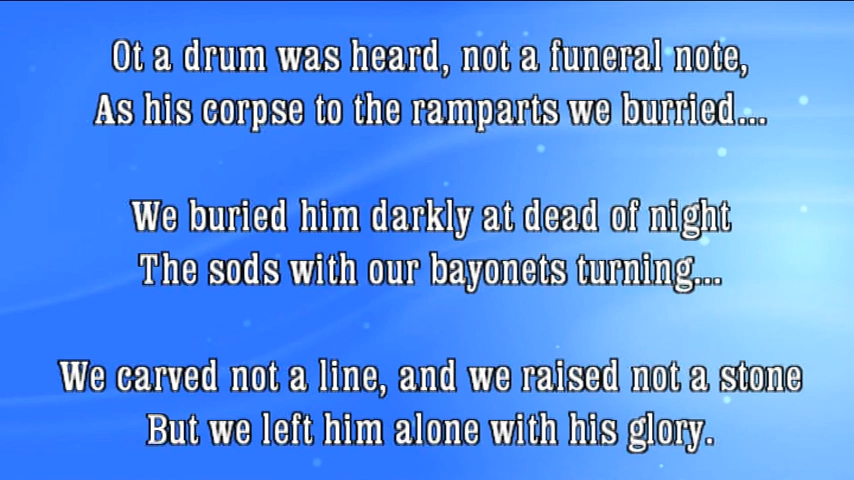 Ot a drum was heard, not a funeral note,
As his corpse to the ramparts we burried...
We buried him darkly at dead of night
The sods with our bayonets turning...
We carved not a line, and we raised not a stone
But we left him alone with his glory.